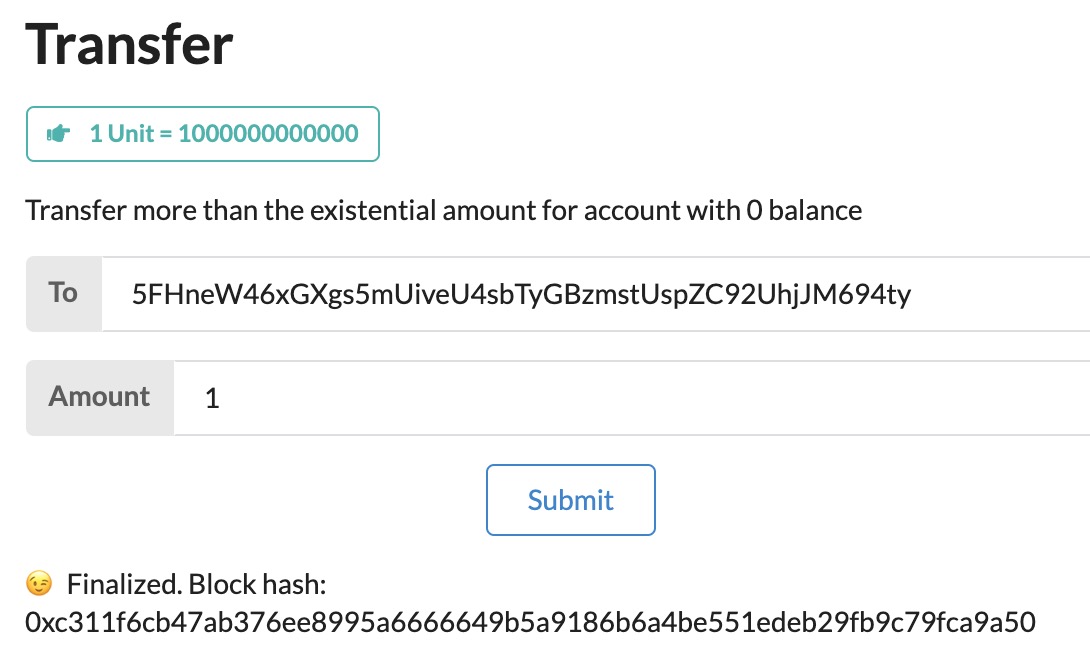 Transfer
1 Unit = 1000000000000
Transfer more than the existential amount for account with 0 balance
To
5FHneW46xGXgs5mUiveU4sbTyGBzmstUspZC92UhjJM694ty
Amount
1
Submit
Finalized. Block hash:
0xc311f6cb47ab376ee8995a6666649b5a9186b6a4be551edeb29fb9c79fca9a50